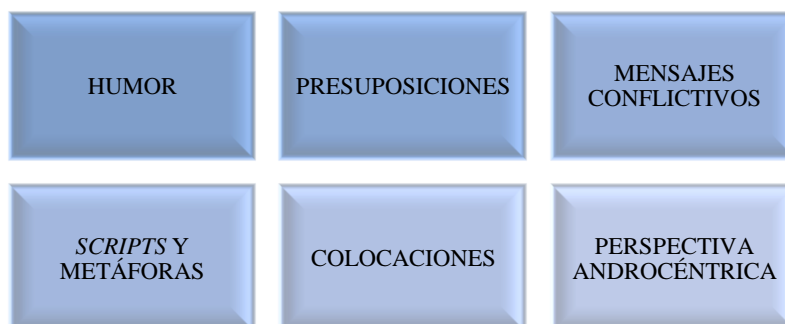 HUMOR
PRESUPOSICIONES
MENSAJES
CONFLICTIVOS
SCRIPTS Y
METÁFORAS
COLOCACIONES
PERSPECTIVA
ANDROCÉNTRICA